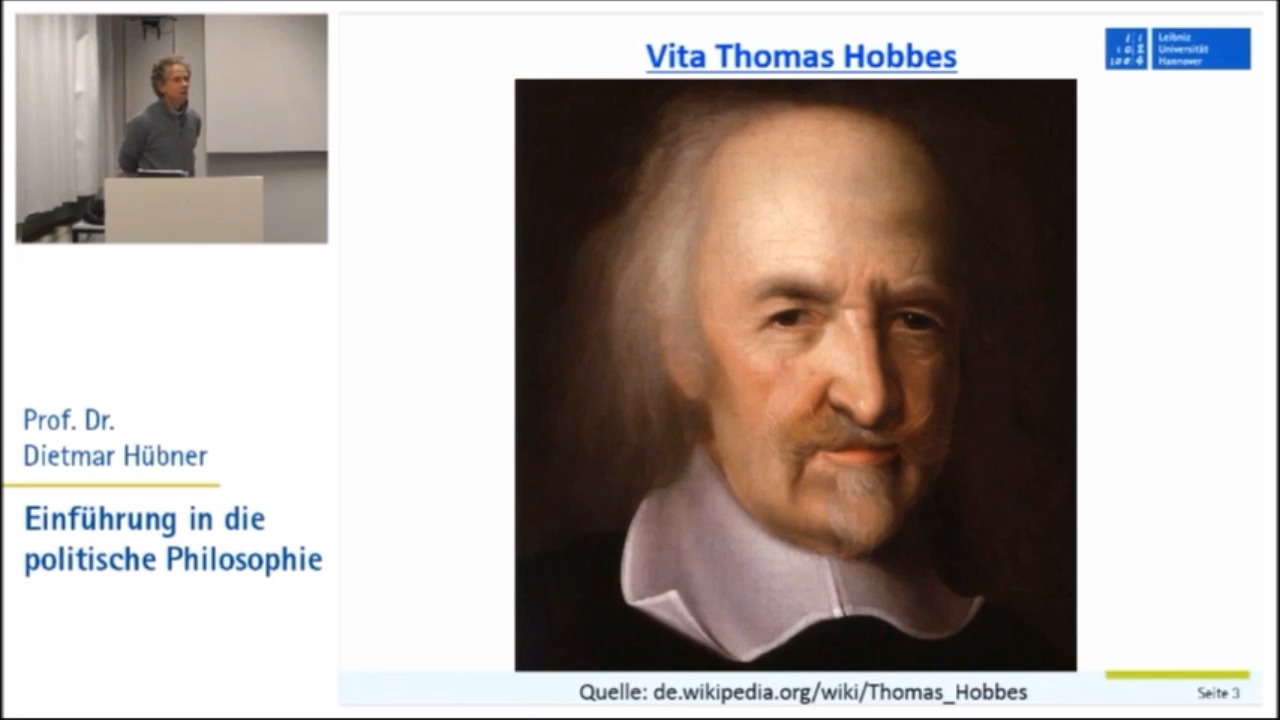 Vita Thomas Hobbes
Leibniz
Universität
Hannover
Prof. Dr.
Dietmar Hübner
Einführung in die
politische Philosophie
Quelle: de.wikipedia.org/wiki/Thomas_Hobbes
Seite 3